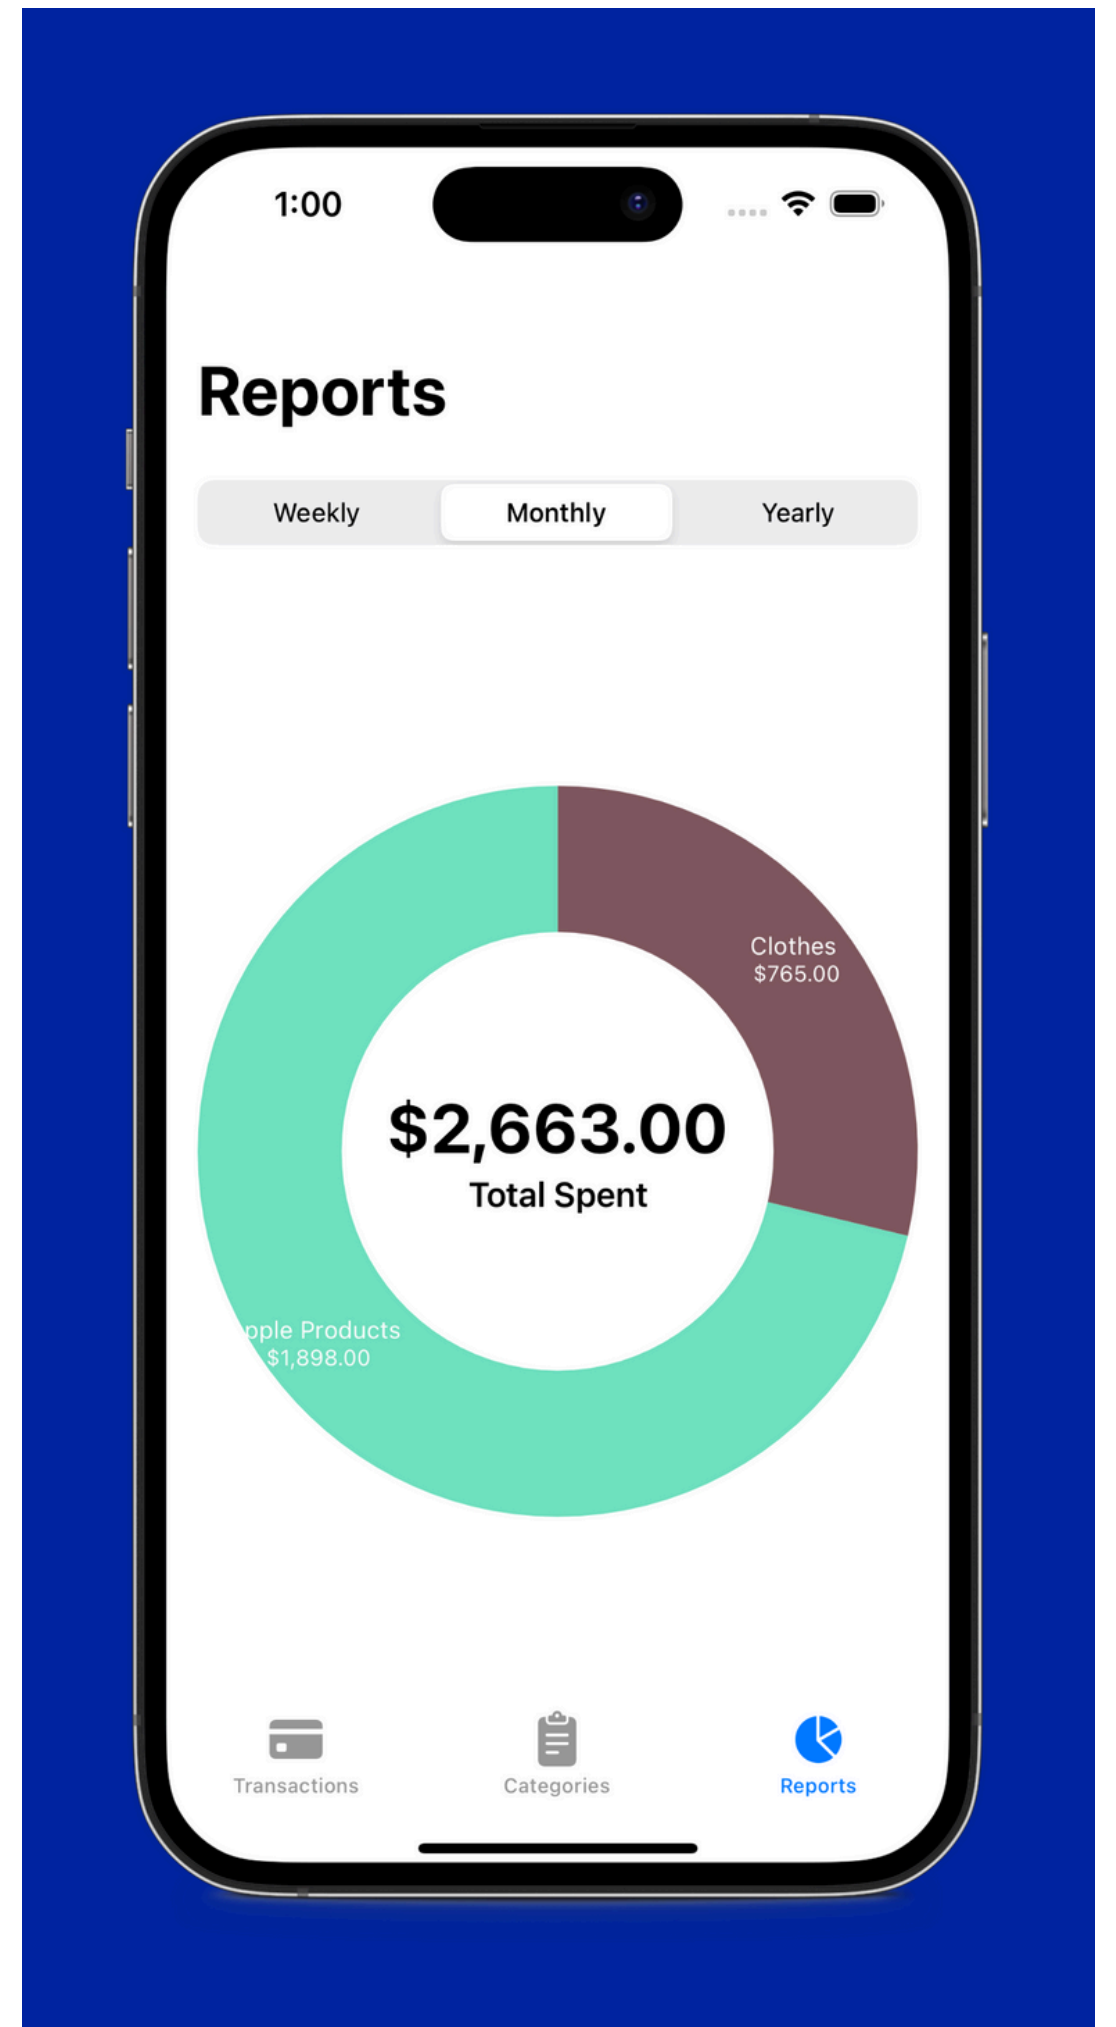 1:00
Reports
Weekly Monthly Yearly
Clothes
$765.00
$2,663.00
Total Spent
pple Products
$1,898.00
Transactions Categories Reports